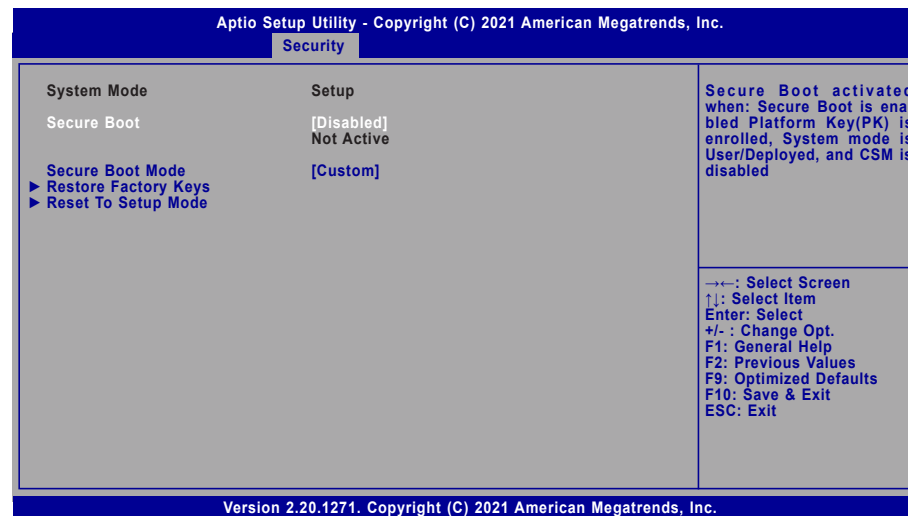 Aptio Setup Utility - Copyright (C) 2021 American Megatrends, Inc.
Security
System Mode Setup
Secure Boot [Disabled]
Not Active
Secure Boot Mode [Custom]
▶ Restore Factory Keys
▶ Reset To Setup Mode
Secure Boot activated
when: Secure Boot is ena
bled Platform Key(PK) is
enrolled, System mode is
User/Deployed, and CSM is
disabled
→←: Select Screen
↑↓: Select Item
Enter: Select
+/- : Change Opt.
F1: General Help
F2: Previous Values
F9: Optimized Defaults
F10: Save & Exit
ESC: Exit
Version 2.20.1271. Copyright (C) 2021 American Megatrends, Inc.